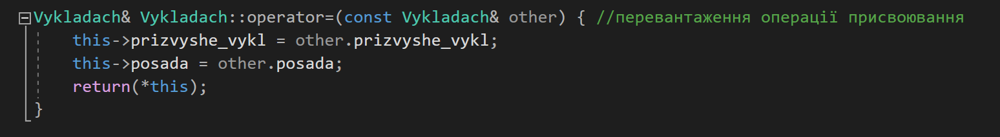 Vykladach& Vykladach::operator=(const Vykladach& other) { //перевантаження операції присвоювання
this->prizvyshe_vykl = other.prizvyshe_vykl;
this->posada = other.posada;
return(*this);
}